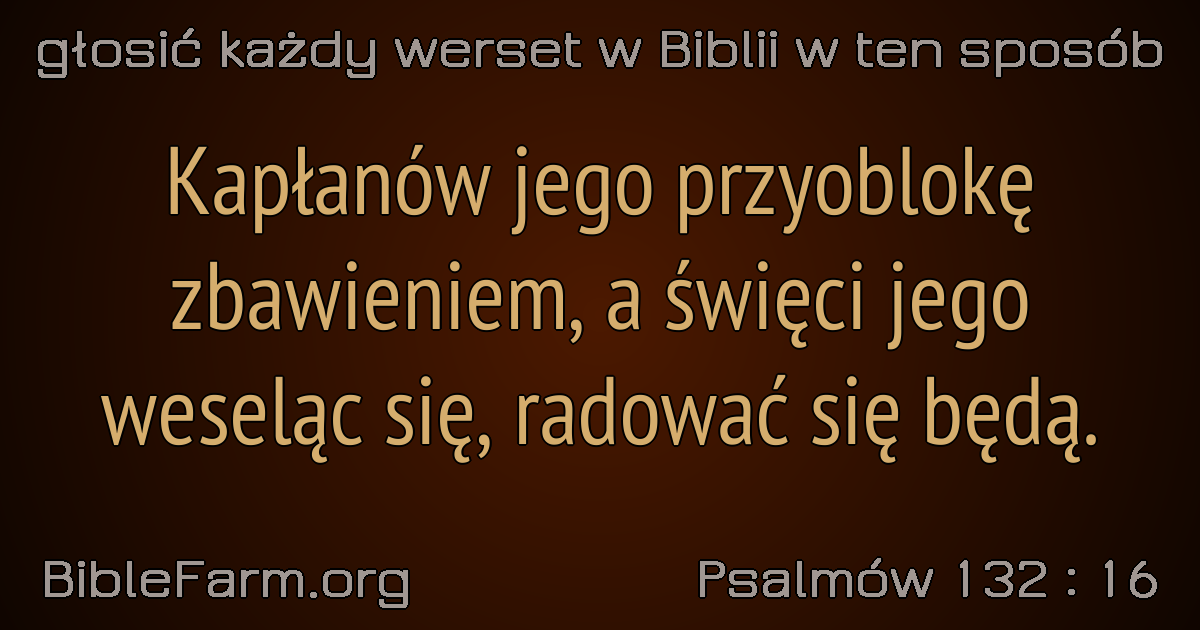 głosić każdy werset w Biblii w ten sposób
Kapłanów jego przyoblokę
zbawieniem, a święci jego
weseląc się, radować się będą.
BibleFarm.org
Psalmów 132 : 16